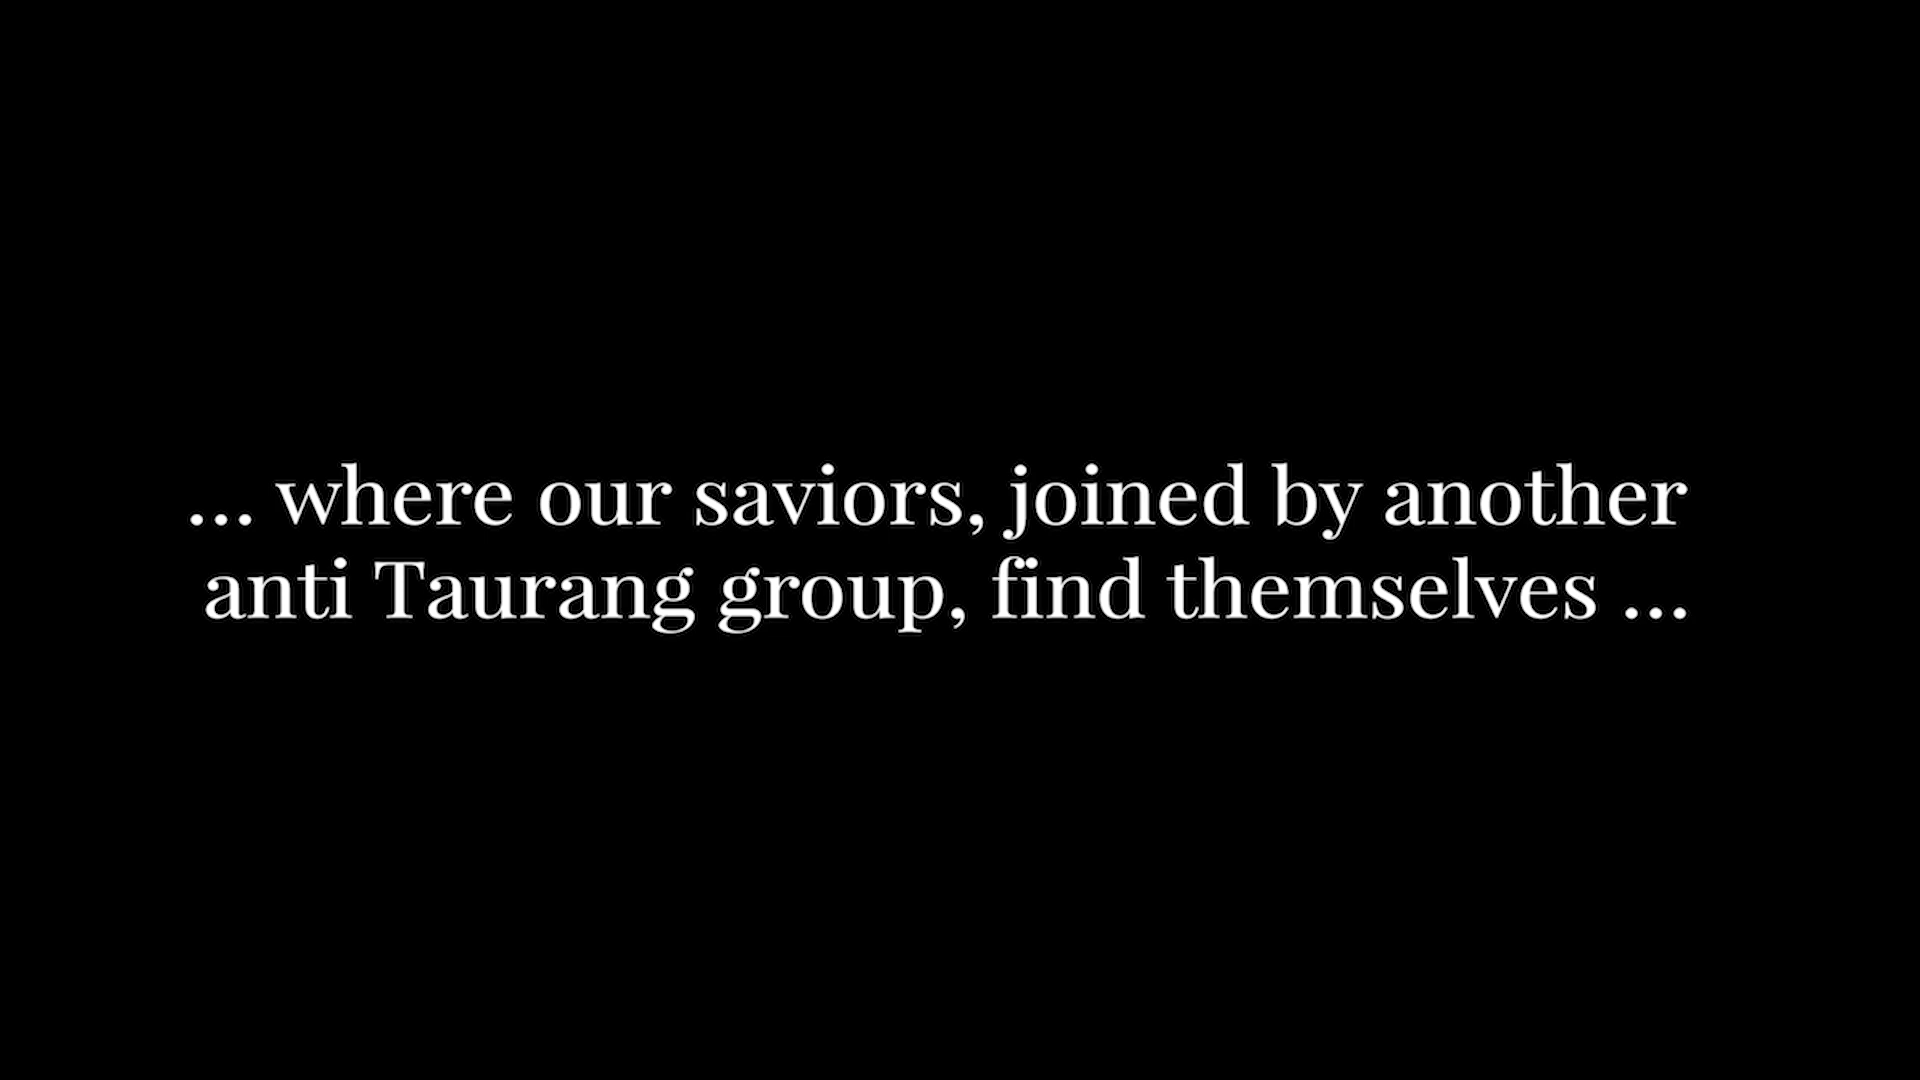 ... where our saviors, joined by another
anti Taurang group, find themselves ...